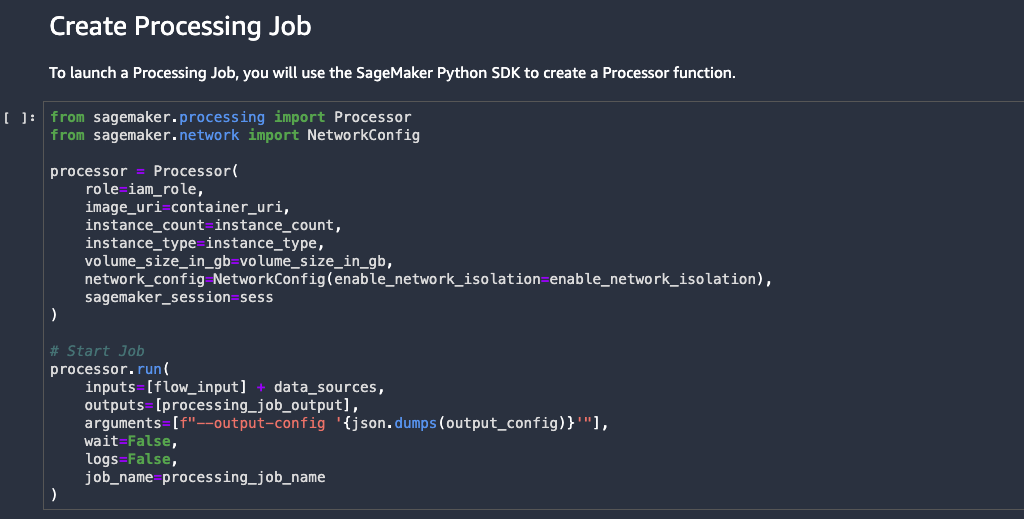 Create Processing Job
To launch a Processing Job, you will use the SageMaker Python SDK to create a Processor function.
[ ]: from sagemaker.processing import Processor
from sagemaker.network import NetworkConfig

processor = Processor(
    role=iam_role,
    image_uri=container_uri,
    instance_count=instance_count,
    instance_type=instance_type,
    volume_size_in_gb=volume_size_in_gb,
    network_config=NetworkConfig(enable_network_isolation=enable_network_isolation),
    sagemaker_session=sess
)

# Start Job
processor.run(
    inputs=[flow_input] + data_sources,
    outputs=[processing_job_output],
    arguments=[f"--output-config '{json.dumps(output_config)}'"],
    wait=False,
    logs=False,
    job_name=processing_job_name
)